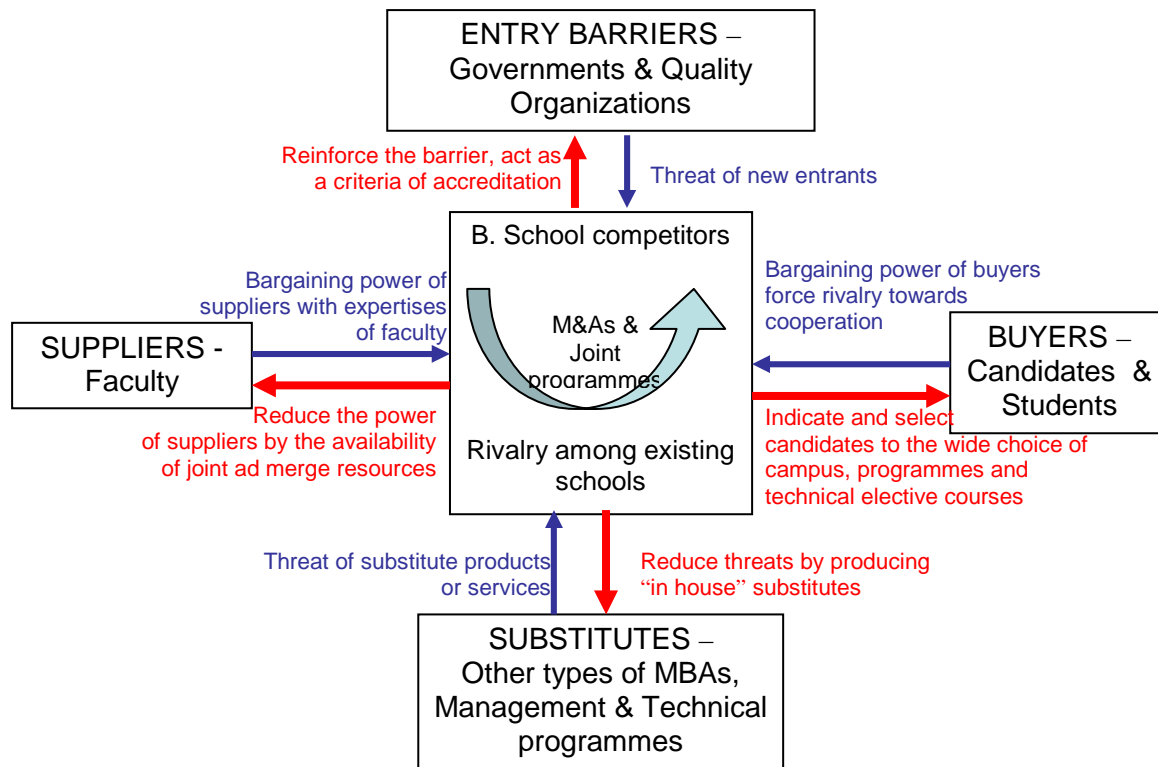 ENTRY BARRIERS –
Governments & Quality
Organizations
Reinforce the barrier, act as
a criteria of accreditation
Threat of new entrants
B. School competitors
Bargaining power of
suppliers with expertises
of faculty
Bargaining power of buyers
force rivalry towards
cooperation
M&As &
Joint
programmes
SUPPLIERS -
Faculty
BUYERS –
Candidates &
Students
Reduce the power
of suppliers by the availability
of joint ad merge resources
Indicate and select
candidates to the wide choice of
campus, programmes and
technical elective courses
Rivalry among existing
schools
Threat of substitute products
or services
Reduce threats by producing
“in house” substitutes
SUBSTITUTES –
Other types of MBAs,
Management & Technical
programmes